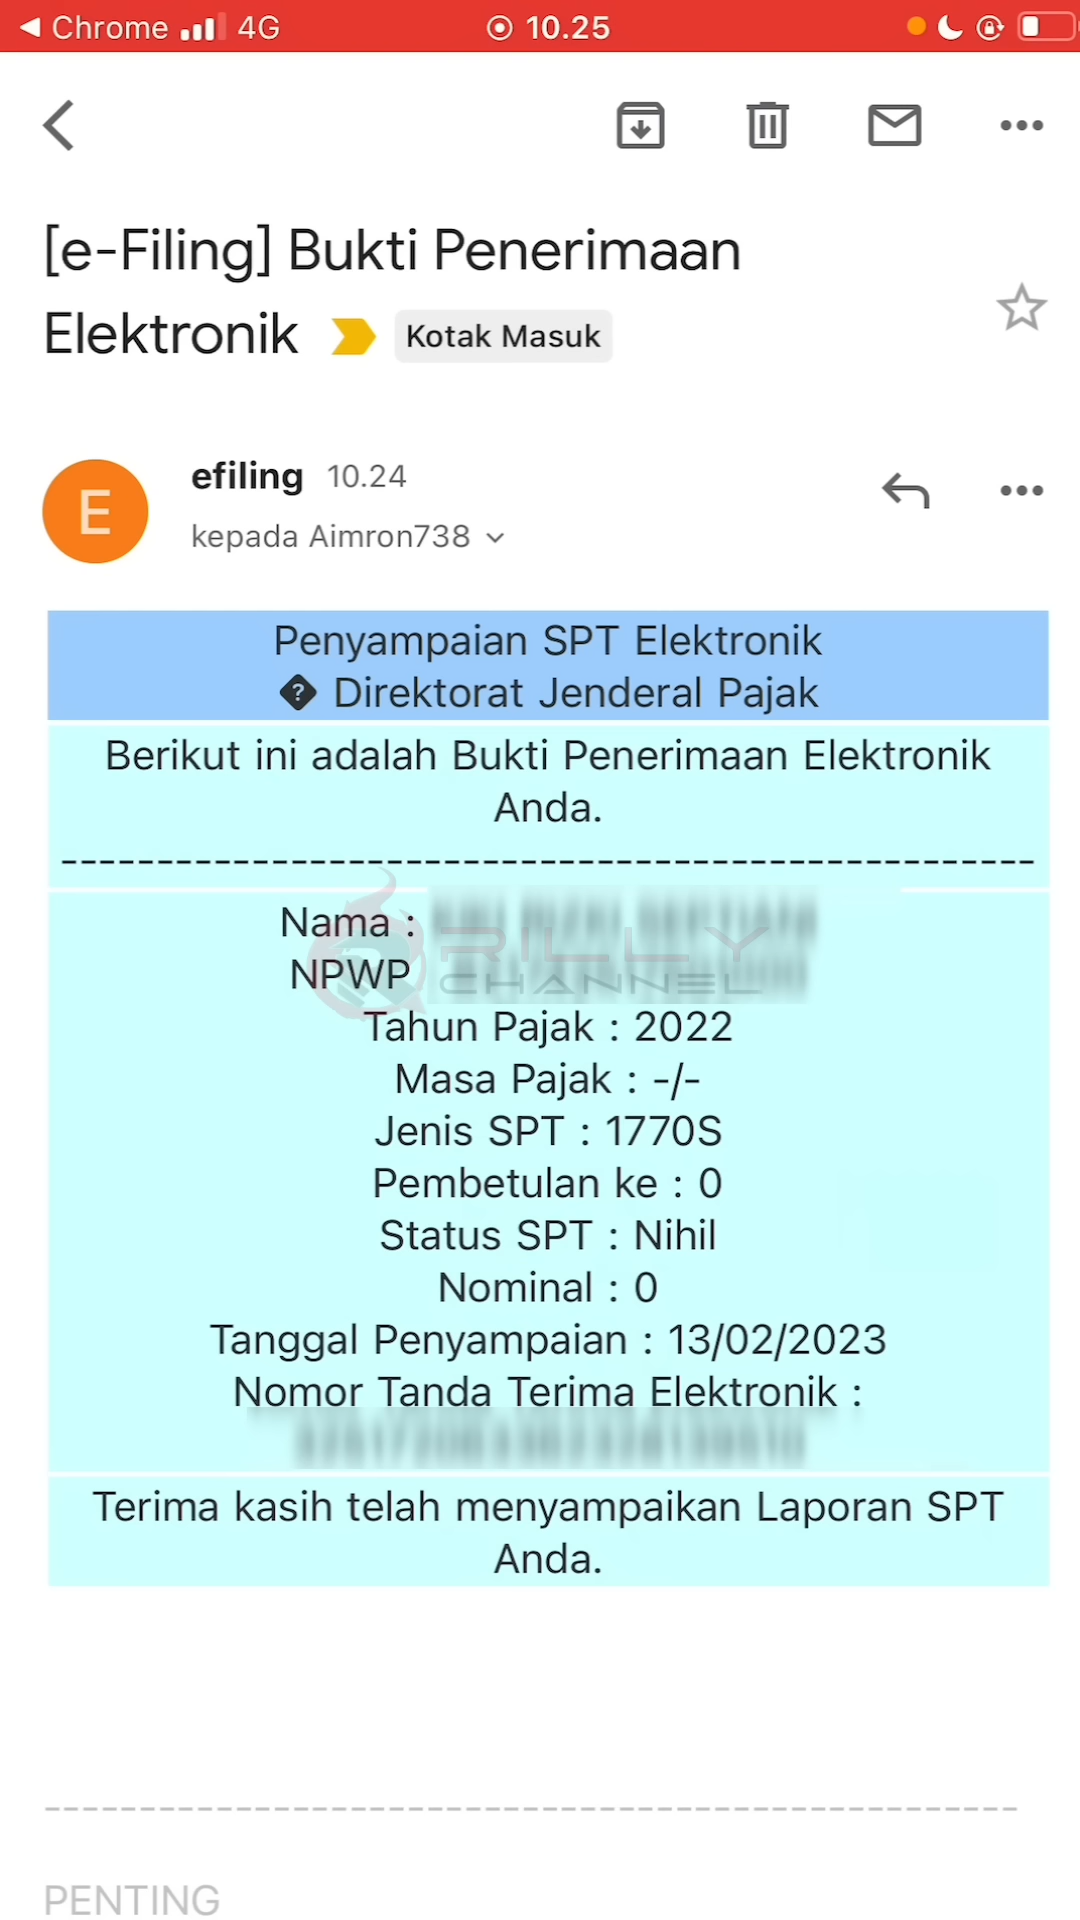 Chrome 4G 10.25
[e-Filing] Bukti Penerimaan
Elektronik Kotak Masuk
E
efiling 10.24
kepada Aimron738
Penyampaian SPT Elektronik
� Direktorat Jenderal Pajak
Berikut ini adalah Bukti Penerimaan Elektronik
Anda.
---------------------------------------------------
Nama :
RILLY
NPWP
CHANNEL
Tahun Pajak : 2022
Masa Pajak : -/-
Jenis SPT : 1770S
Pembetulan ke : 0
Status SPT : Nihil
Nominal : 0
Tanggal Penyampaian : 13/02/2023
Nomor Tanda Terima Elektronik :
Terima kasih telah menyampaikan Laporan SPT
Anda.
---------------------------------------------------
PENTING